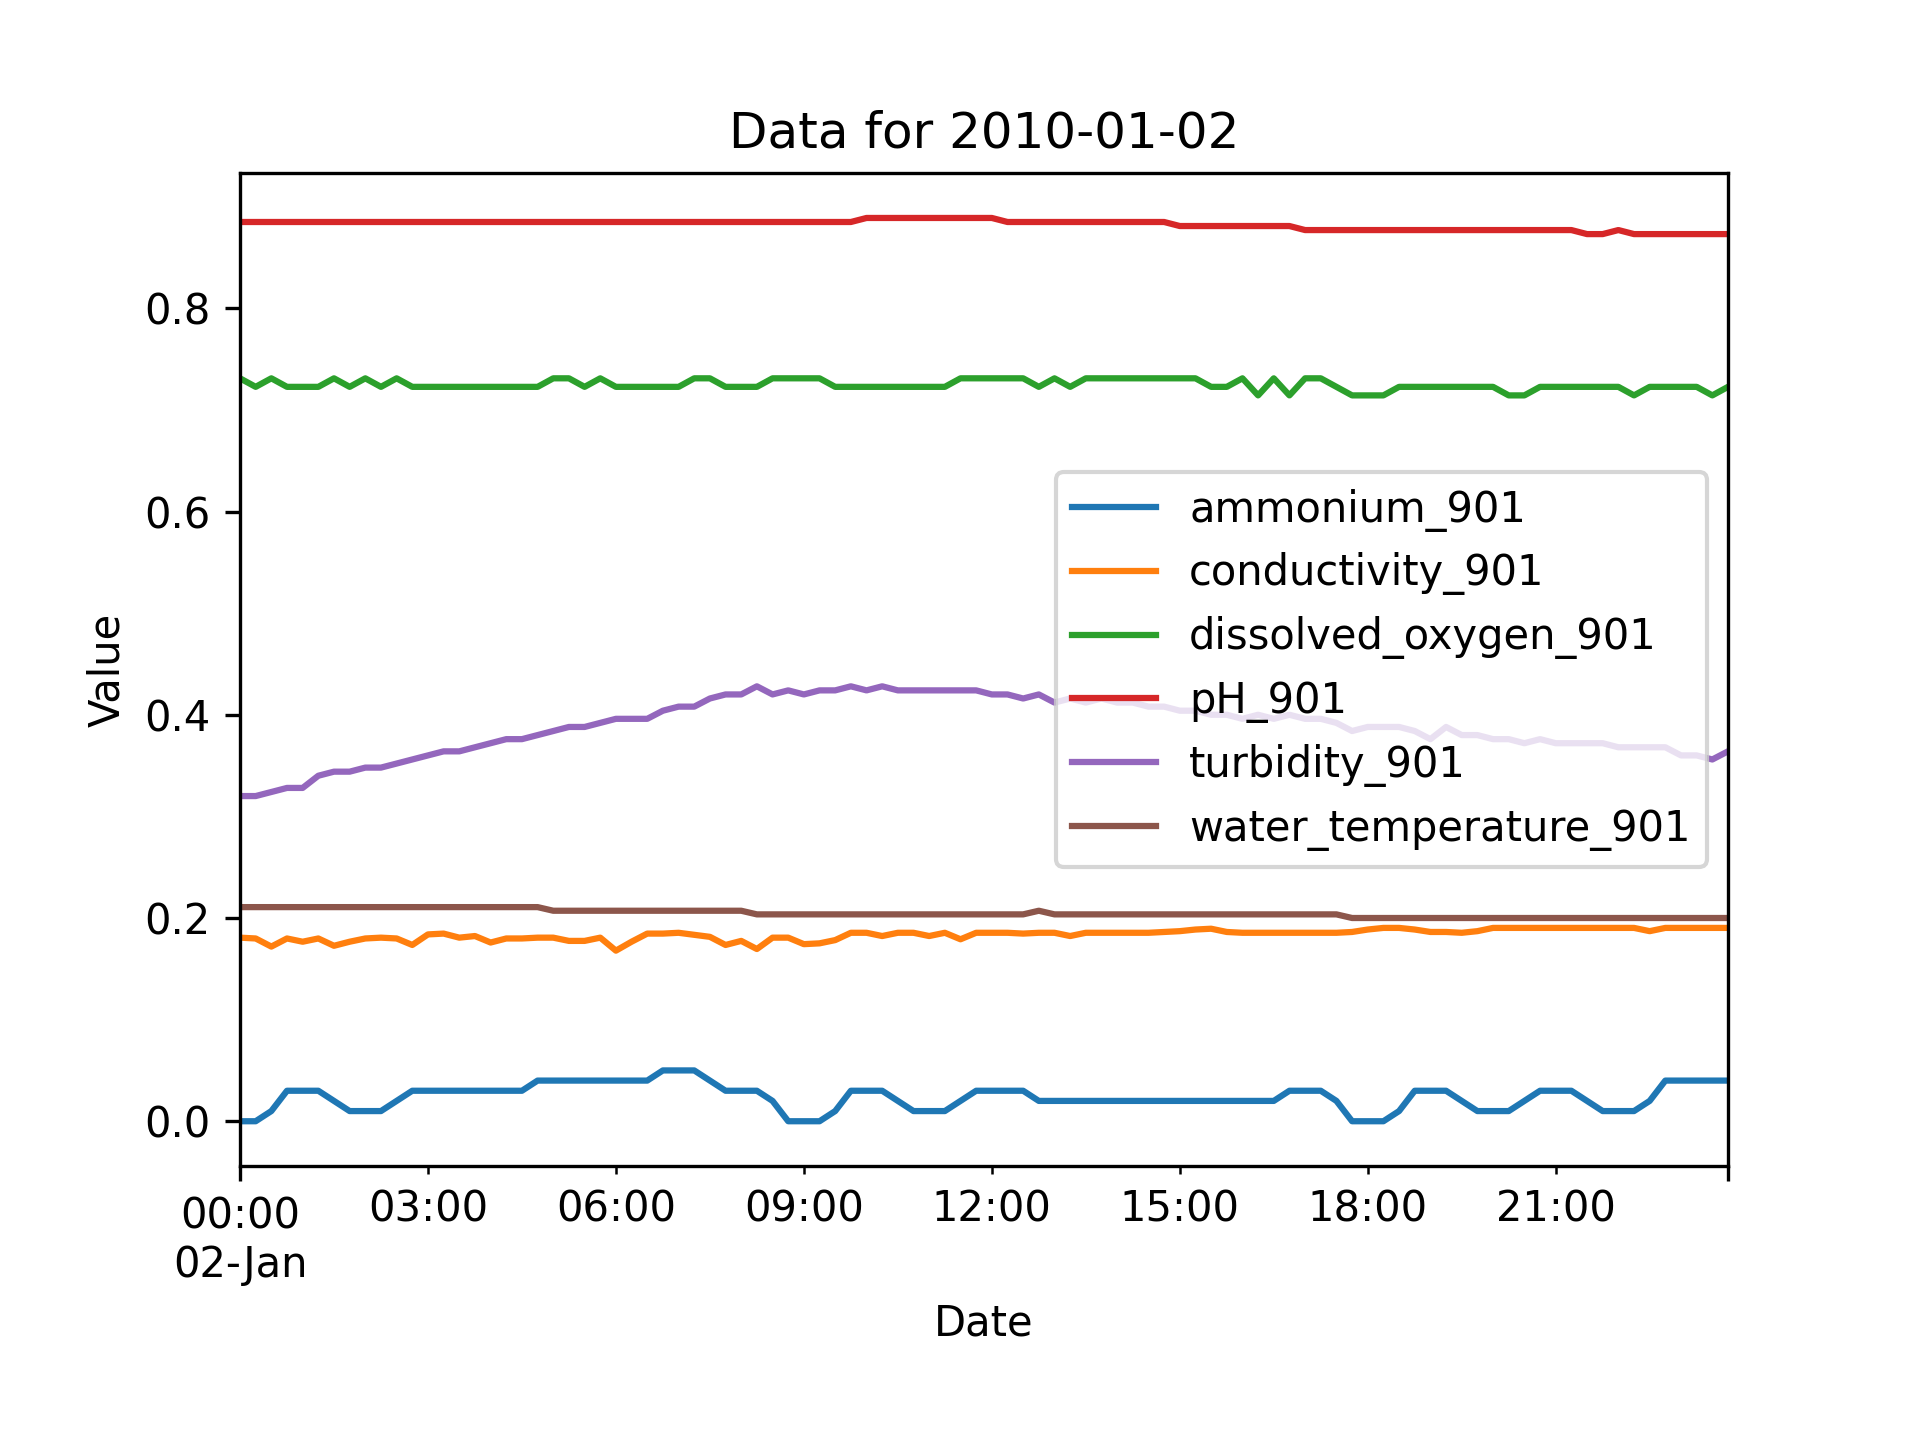 Data for 2010-01-02
Value
0.8
0.6
0.4
0.2
0.0
ammonium_901
conductivity_901
dissolved_oxygen_901
pH_901
turbidity_901
water_temperature_901
00:00 03:00 06:00 09:00 12:00 15:00 18:00 21:00
02-Jan
Date